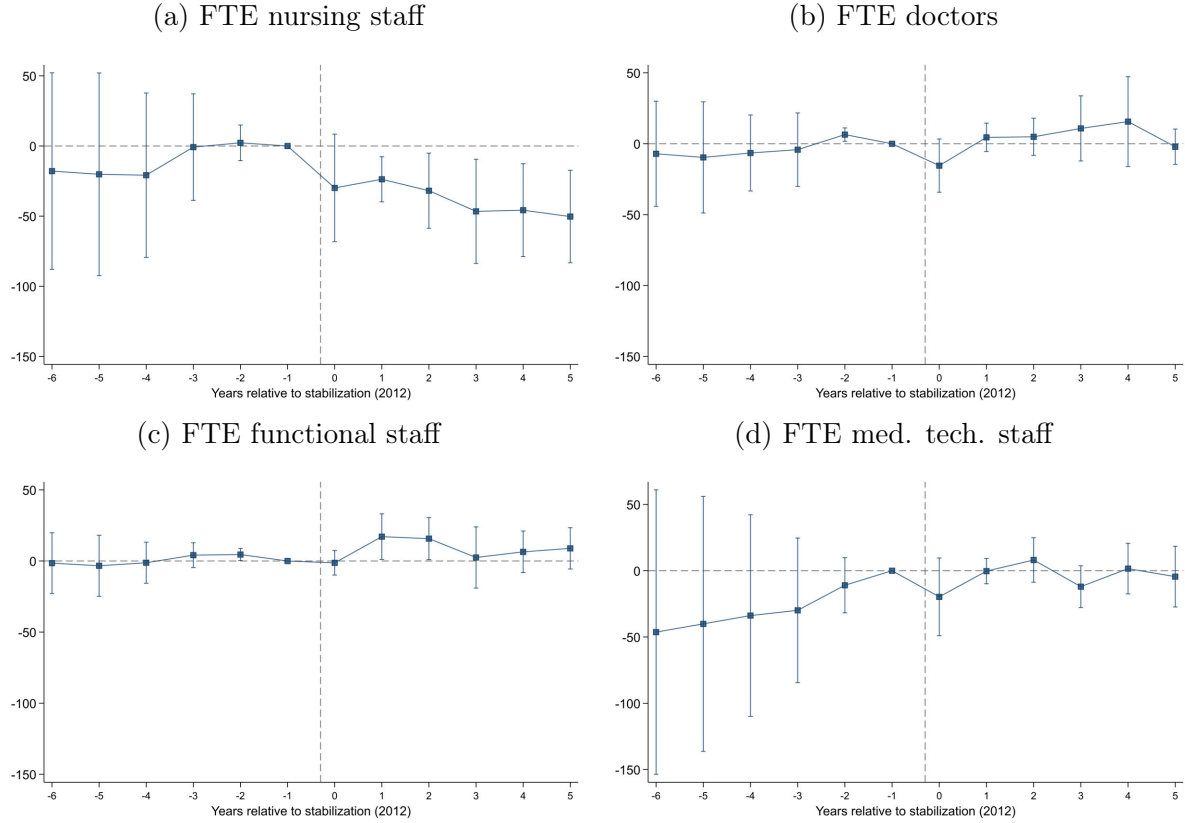 (a) FTE nursing staff
50
0
-50
-100
-150
-6 -5 -4 -3 -2 -1 0 1 2 3 4 5
Years relative to stabilization (2012)
(b) FTE doctors
50
0
-50
-100
-150
-6 -5 -4 -3 -2 -1 0 1 2 3 4 5
Years relative to stabilization (2012)
(c) FTE functional staff
50
0
-50
-100
-150
-6 -5 -4 -3 -2 -1 0 1 2 3 4 5
Years relative to stabilization (2012)
(d) FTE med. tech. staff
50
0
-50
-100
-150
-6 -5 -4 -3 -2 -1 0 1 2 3 4 5
Years relative to stabilization (2012)